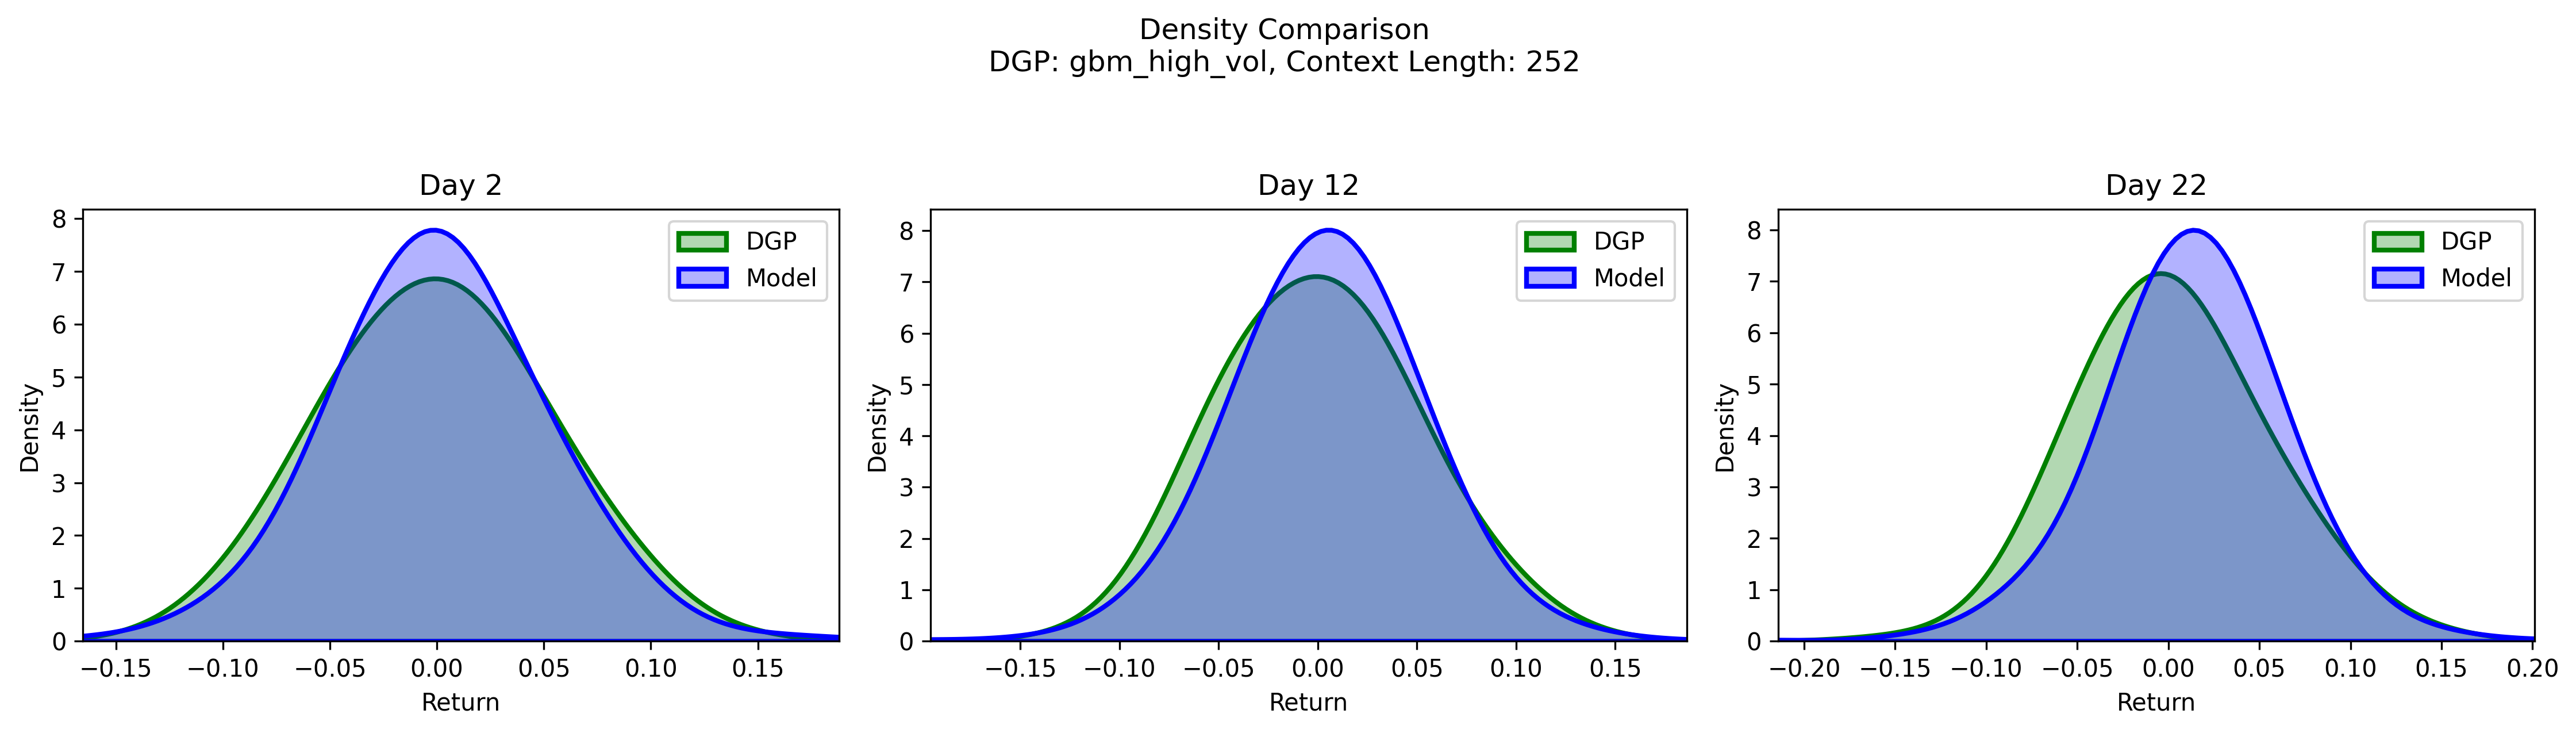 Density Comparison
DGP: gbm_high_vol, Context Length: 252
Day 2
8
7
6
5
4
3
2
1
0
Density
−0.15
−0.10
−0.05
0.00
0.05
0.10
0.15
Return
DGP
Model
Day 12
8
7
6
5
4
3
2
1
0
Density
−0.15
−0.10
−0.05
0.00
0.05
0.10
0.15
Return
DGP
Model
Day 22
8
7
6
5
4
3
2
1
0
Density
−0.20
−0.15
−0.10
−0.05
0.00
0.05
0.10
0.15
0.20
Return
DGP
Model